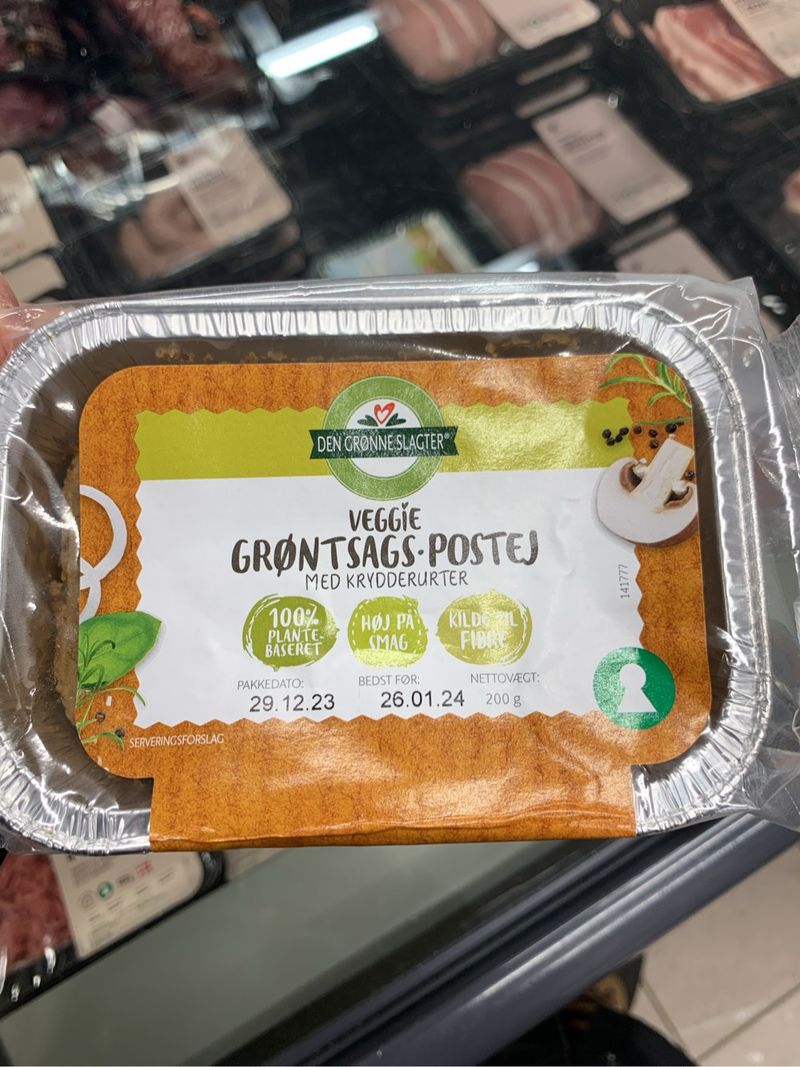 DEN GRØNNE SLAGTER®
VEGGIE
GRØNTSAGS-POSTEJ
MED KRYDDERURTER
100%
PLANTE-
BASERET
HØJ PÅ
SMAG
KILDE TIL
FIBRE
PAKKEDATO:
29.12.23
BEDST FØR:
26.01.24
NETTOVÆGT:
200 g
141777
SERVERINGSFORSLAG